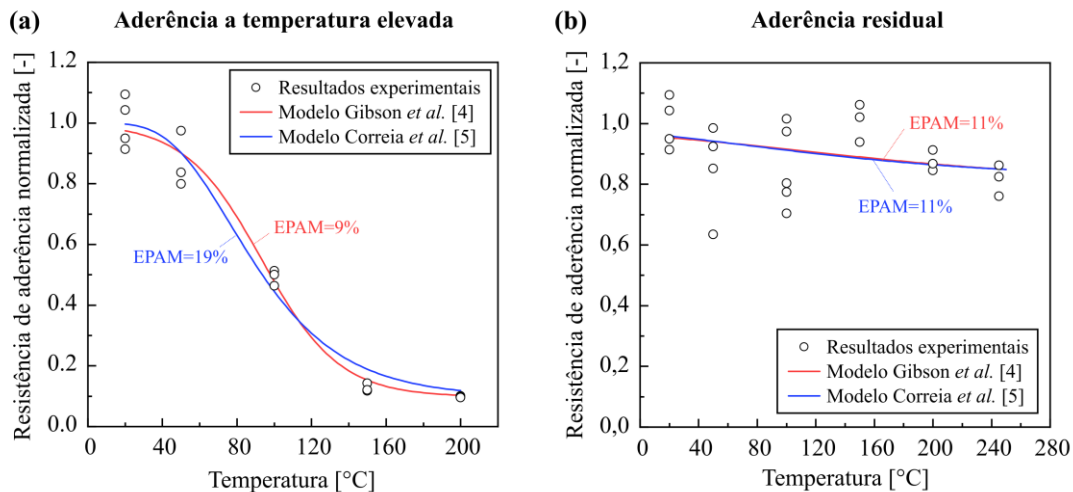 (a) Aderência a temperatura elevada
Resistência de aderência normalizada [-]
1.2
1.0
0.8
0.6
0.4
0.2
0.0
Resultados experimentais
Modelo Gibson et al. [4]
Modelo Correia et al. [5]
EPAM=9%
EPAM=19%
0 40 80 120 160 200
Temperatura [°C]
(b) Aderência residual
Resistência de aderência normalizada [-]
1,2
1,0
0,8
0,6
0,4
0,2
0,0
EPAM=11%
EPAM=11%
Resultados experimentais
Modelo Gibson et al. [4]
Modelo Correia et al. [5]
0 40 80 120 160 200 240 280
Temperatura [°C]